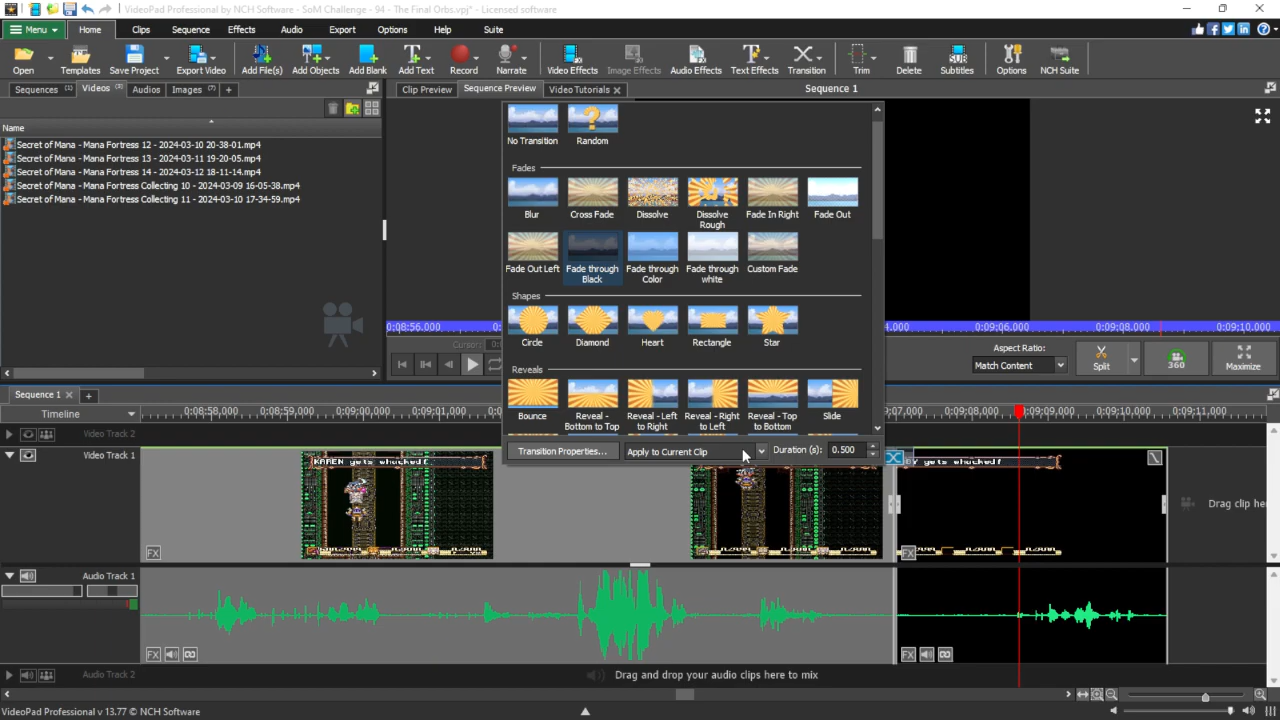 VideoPad Professional by NCH Software - SoM Challenge - 94 - The Final Orbs.vpj* - Licensed software
Menu Home Clips Sequence Effects Audio Export Options Help Suite
Open Templates Save Project Export Video Add File(s) Add Objects Add Blank Add Text Record Narrate Video Effects Image Effects Audio Effects Text Effects Transition Trim Delete Subtitles Options NCH Suite
Sequences (1) Videos (5) Audios Images (7) +
Clip Preview Sequence Preview Video Tutorials Sequence 1
Name
Secret of Mana - Mana Fortress 12 - 2024-03-10 20-38-01.mp4
Secret of Mana - Mana Fortress 13 - 2024-03-11 19-20-05.mp4
Secret of Mana - Mana Fortress 14 - 2024-03-12 18-11-14.mp4
Secret of Mana - Mana Fortress Collecting 10 - 2024-03-09 16-05-38.mp4
Secret of Mana - Mana Fortress Collecting 11 - 2024-03-10 17-34-59.mp4
No Transition Random
Fades
Blur Cross Fade Dissolve Dissolve Rough Fade In Right Fade Out
Fade Out Left Fade through Black Fade through Color Fade through white Custom Fade
Shapes
Circle Diamond Heart Rectangle Star
Reveals
Bounce Reveal - Bottom to Top Reveal - Left to Right Reveal - Right to Left Reveal - Top to Bottom Slide
Transition Properties... Apply to Current Clip Duration (s): 0.500
0:08:56.000 4.000 0:09:06.000 0:09:08.000 0:09:10.000
Cursor:
Aspect Ratio:
Match Content
Split 360 Maximize
Sequence 1
Timeline 0:08:58.000 0:08:59.000 0:09:00.000 0:09:01.000 :07.000 0:09:08.000 0:09:09.000 0:09:10.000 0:09:11.000
Video Track 2
Video Track 1
KAREN gets whacked!
gets whacked!
Drag clip he
FX FX
Audio Track 1
FX FX
Audio Track 2
Drag and drop your audio clips here to mix
VideoPad Professional v 13.77 © NCH Software